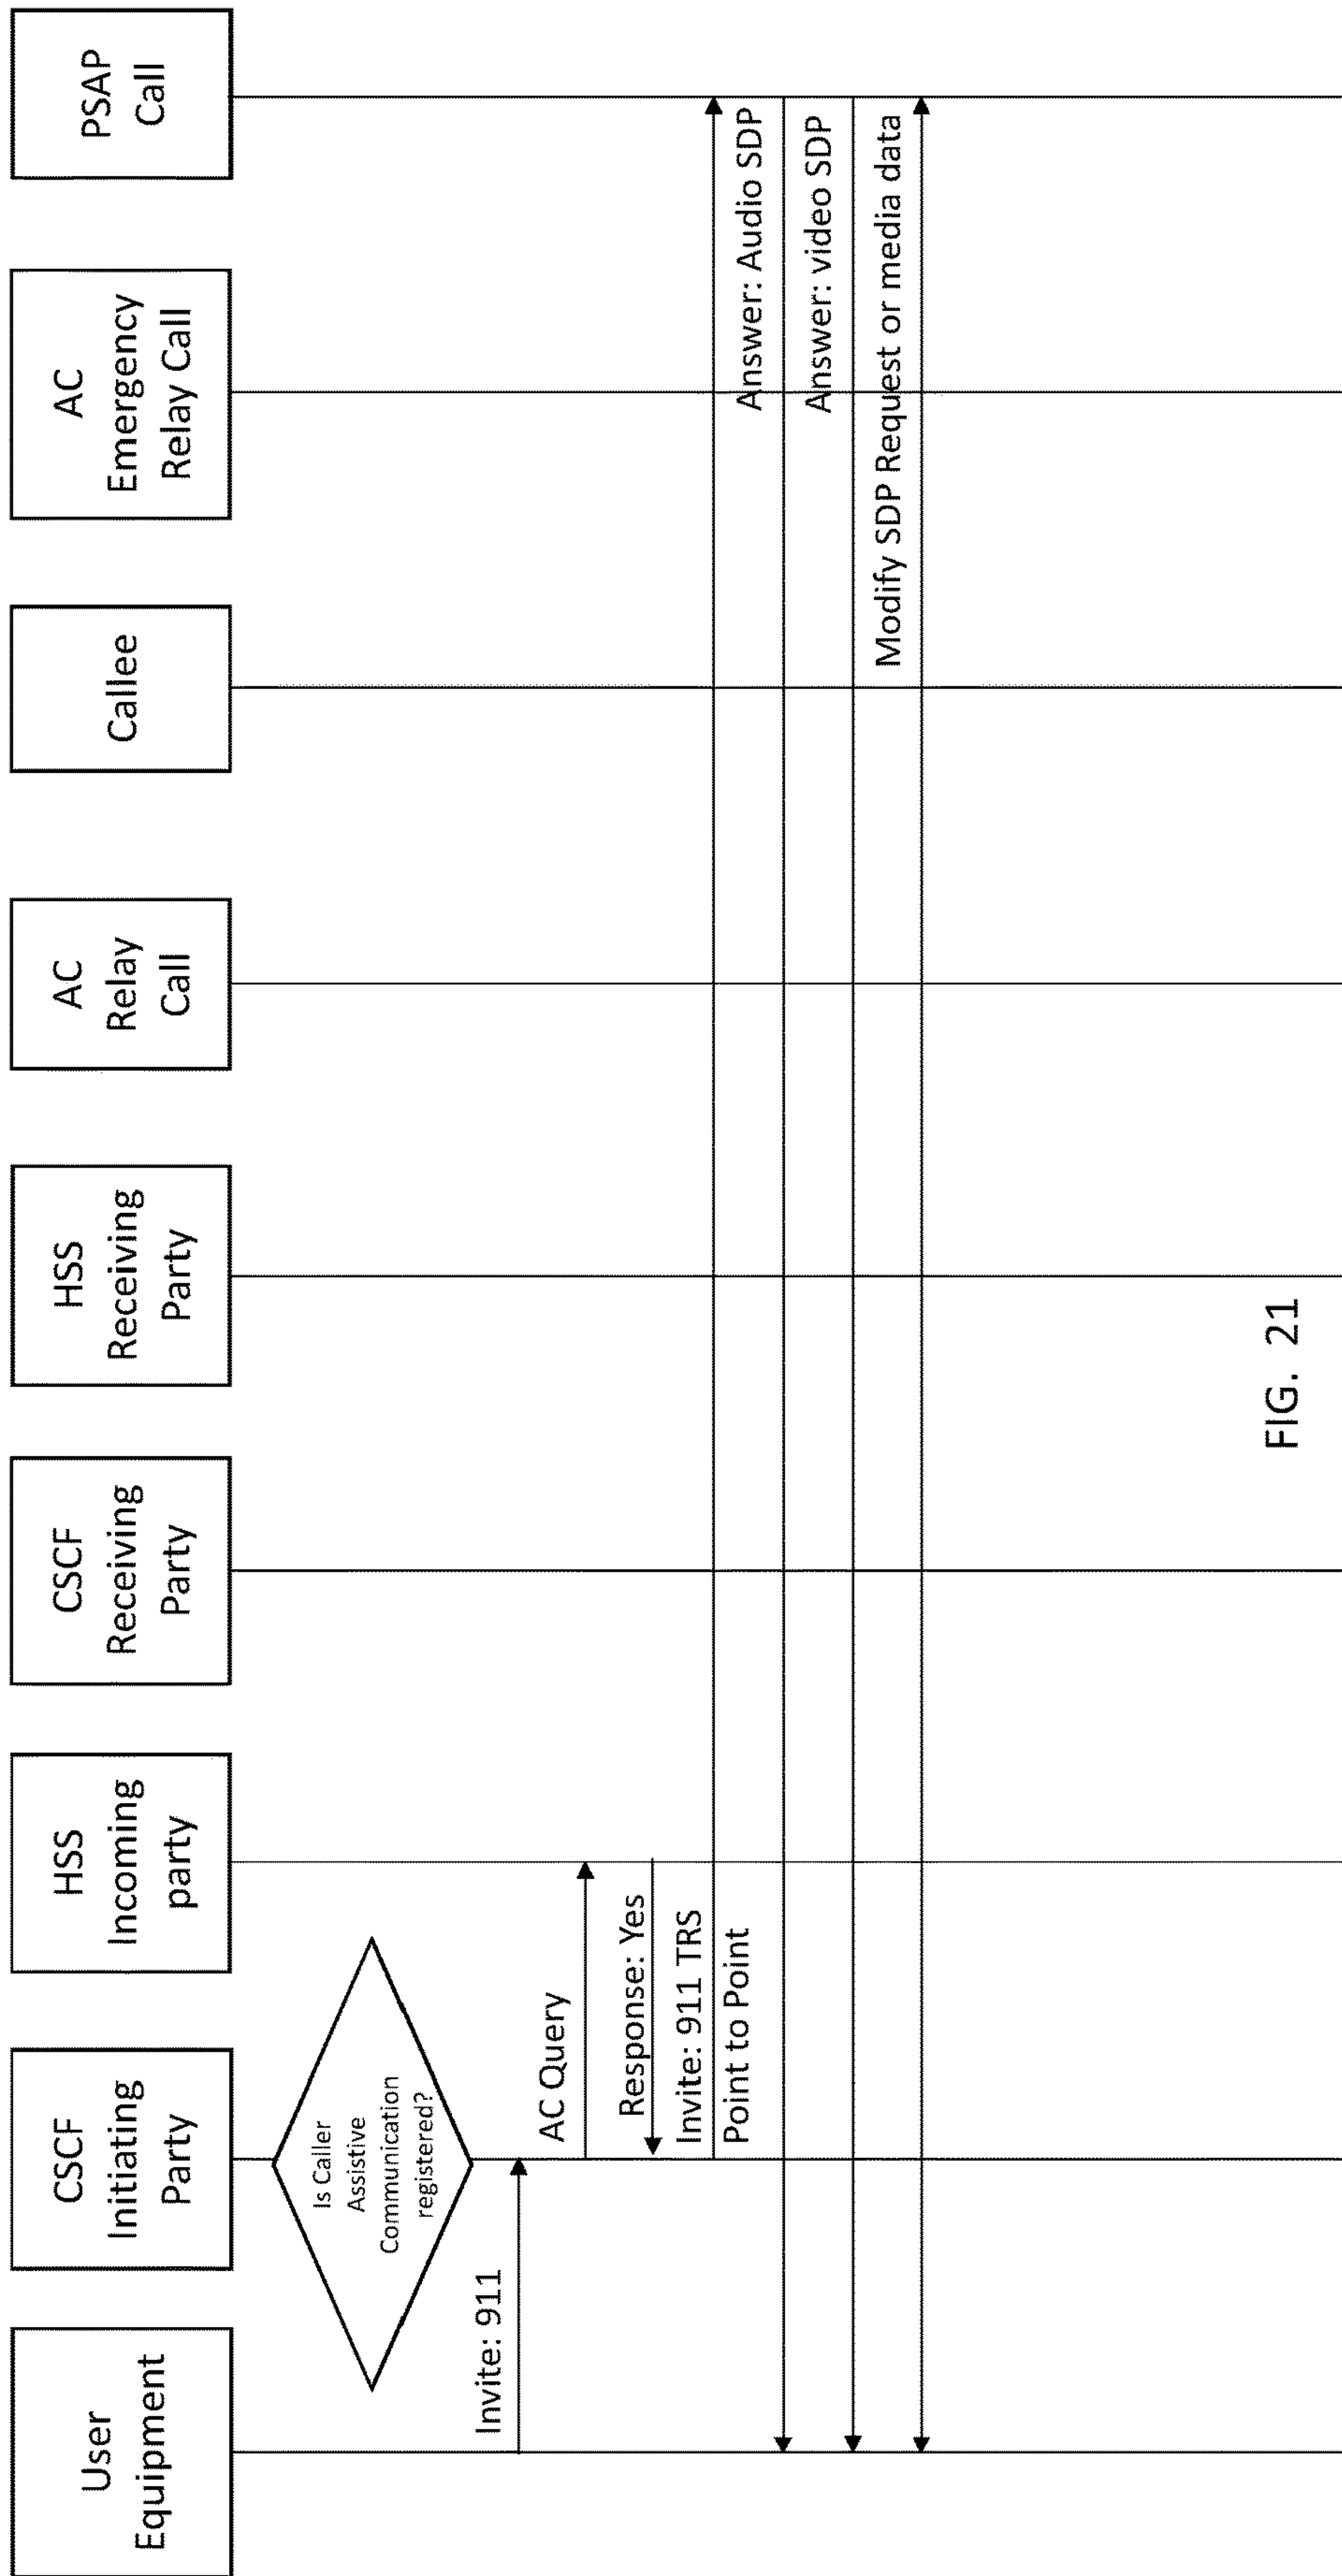 User
Equipment
CSCF
Initiating
Party
HSS
Incoming
party
CSCF
Receiving
Party
HSS
Receiving
Party
AC
Relay
Call
Callee
AC
Emergency
Relay Call
PSAP
Call
Is Caller
Assistive
Communication
registered?
Invite: 911
AC Query
Response: Yes
Invite: 911 TRS
Point to Point
Answer: Audio SDP
Answer: video SDP
Modify SDP Request or media data
FIG. 21